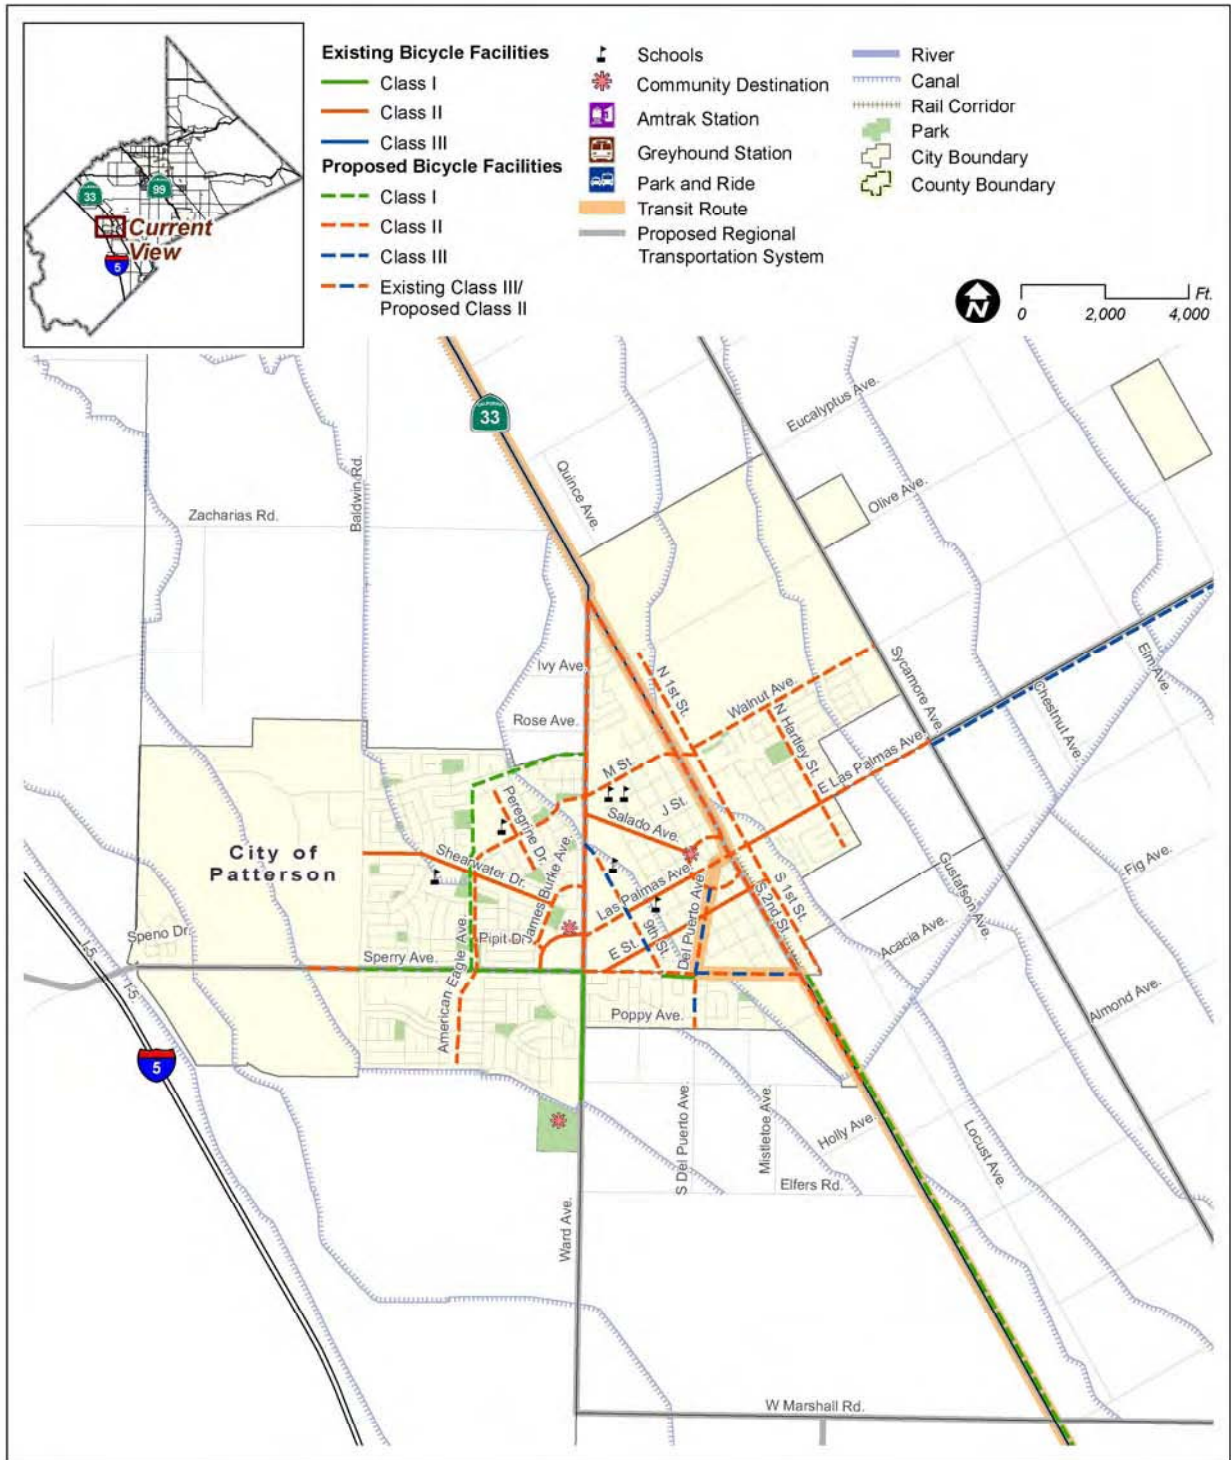 33
99
5
Current
View
Existing Bicycle Facilities
Class I
Class II
Class III
Proposed Bicycle Facilities
Class I
Class II
Class III
Existing Class III/
Proposed Class II
Schools
Community Destination
Amtrak Station
Greyhound Station
Park and Ride
Transit Route
Proposed Regional
Transportation System
River
Canal
Rail Corridor
Park
City Boundary
County Boundary
N
Ft.
0
2,000
4,000
33
Eucalyptus Ave.
Olive Ave.
Quince Ave.
Baldwin Rd.
Zacharias Rd.
Ivy Ave.
Rose Ave.
N 1st St.
Walnut Ave.
Sycamore Ave.
Elm Ave.
Chestnut Ave.
N Hartley St.
E Las Palmas Ave.
M St.
J St.
Salado Ave.
Peregrine Dr.
City of
Patterson
Shearwater Dr.
James Burke Ave.
Las Palmas Ave.
Del Puerto Ave.
S 1st St.
S 2nd St.
9th St.
E St.
Pipit Dr.
Gustafson Ave.
Fig Ave.
Acacia Ave.
Almond Ave.
Speno Dr.
Sperry Ave.
American Eagle Ave.
Poppy Ave.
I-5
I-5
5
S Del Puerto Ave.
Mistletoe Ave.
Holly Ave.
Locust Ave.
Elfers Rd.
Ward Ave.
W Marshall Rd.